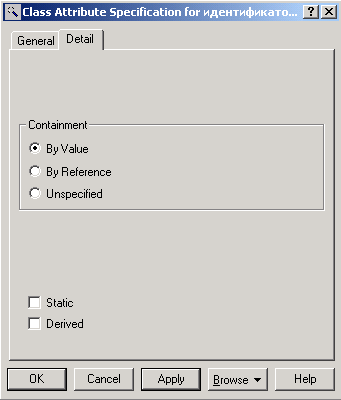 Class Attribute Specification for идентификато...
General
Detail
Containment
By Value
By Reference
Unspecified
Static
Derived
OK
Cancel
Apply
Browse
Help